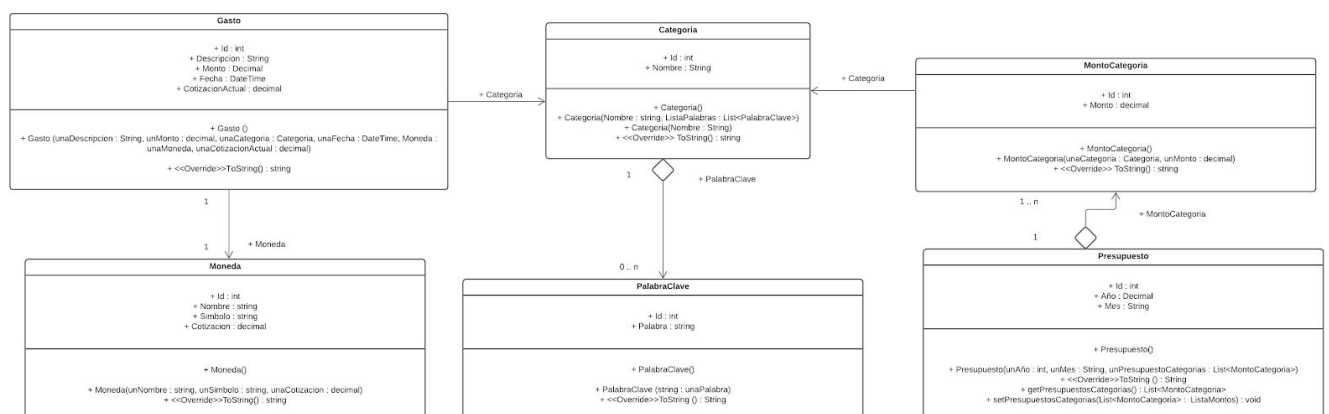 Gasto
+ Id : int
+ Descripcion : String
+ Monto : Decimal
+ Fecha : DateTime
+ CotizacionActual : decimal
+ Gasto ()
+ Gasto (unaDescripcion : String, unMonto : decimal, unaCategoria : Categoria, unaFecha : DateTime, Moneda :
unaMoneda, unaCotizacionActual : decimal)
+ <<Override>>ToString() : string
+ Categoria
Categoria
+ Id : int
+ Nombre : String
+ Categoria()
+ Categoria(Nombre : string, ListaPalabras : List<PalabraClave>)
+ Categoria(Nombre : String)
+ <<Override>> ToString() : string
+ Categoria
MontoCategoria
+ Id : int
+ Monto : decimal
+ MontoCategoria()
+ MontoCategoria(unaCategoria : Categoria, unMonto : decimal)
+ <<Override>> ToString() : string
1
1
+ Moneda
1
+ PalabraClave
0 .. n
1 .. n
+ MontoCategoria
1
Moneda
+ Id : int
+ Nombre : string
+ Simbolo : string
+ Cotizacion : decimal
+ Moneda()
+ Moneda(unNombre : string, unSimbolo : string, unaCotizacion : decimal)
+ <<Override>>ToString() : string
PalabraClave
+ Id : int
+ Palabra : string
+ PalabraClave()
+ PalabraClave (string : unaPalabra)
+ <<Override>>ToString () : String
Presupuesto
+ Id : int
+ Año : Decimal
+ Mes : String
+ Presupuesto()
+ Presupuesto(unAño : int, unMes : String, unPresupuestoCategorias : List<MontoCategoria>)
+ <<Override>>ToString () : String
+ getPresupuestosCategorias() : List<MontoCategoria>
+ setPresupuestosCategorias(List<MontoCategoria> : ListaMontos) : void